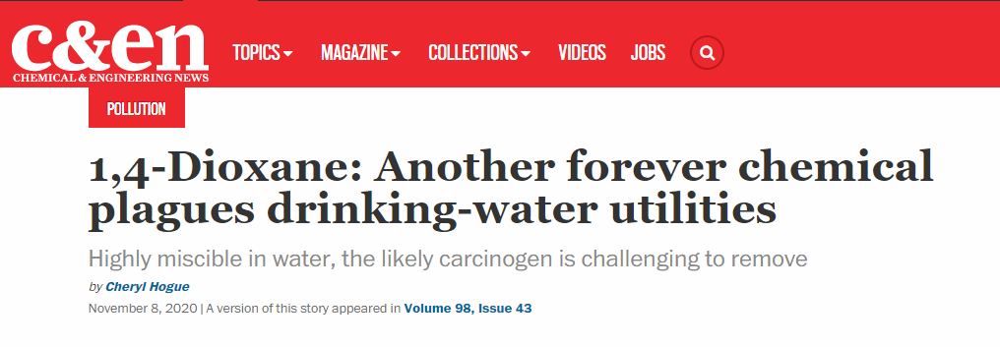 c&en
CHEMICAL & ENGINEERING NEWS
TOPICS MAGAZINE COLLECTIONS VIDEOS JOBS
POLLUTION
1,4-Dioxane: Another forever chemical
plagues drinking-water utilities
Highly miscible in water, the likely carcinogen is challenging to remove
by Cheryl Hogue
November 8, 2020 | A version of this story appeared in Volume 98, Issue 43